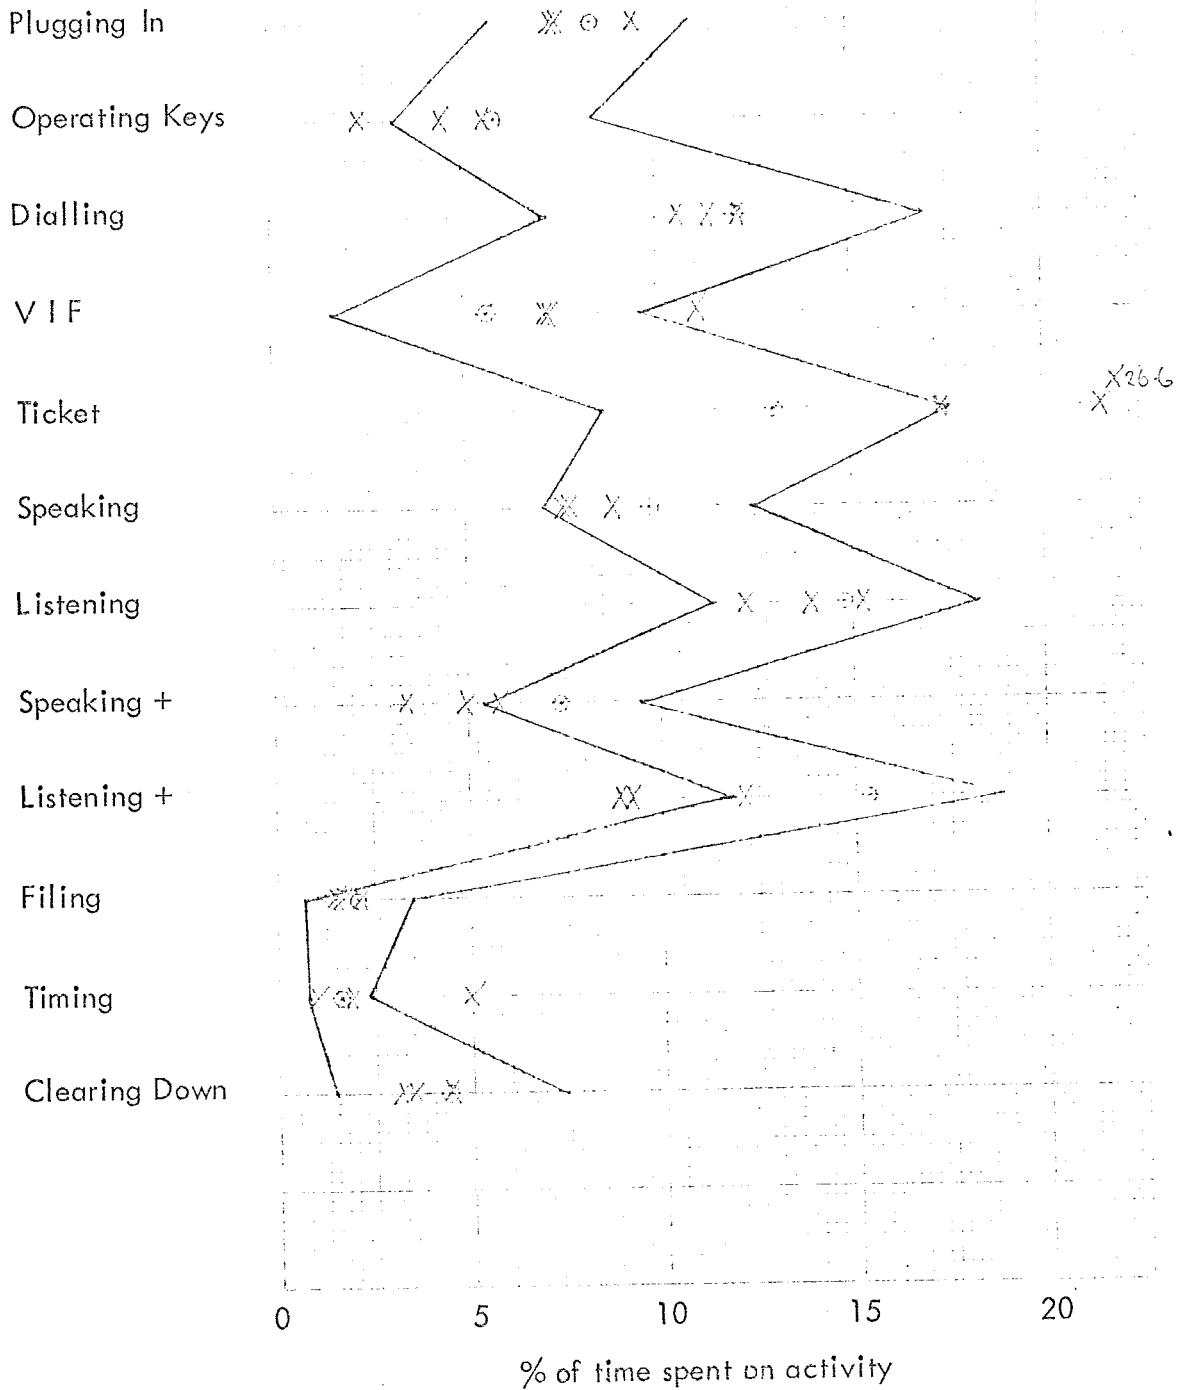 Plugging In
Operating Keys
Dialling
V I F
X26.6
Ticket
Speaking
Listening
Speaking +
Listening +
Filing
Timing
Clearing Down
0 5 10 15 20
% of time spent on activity